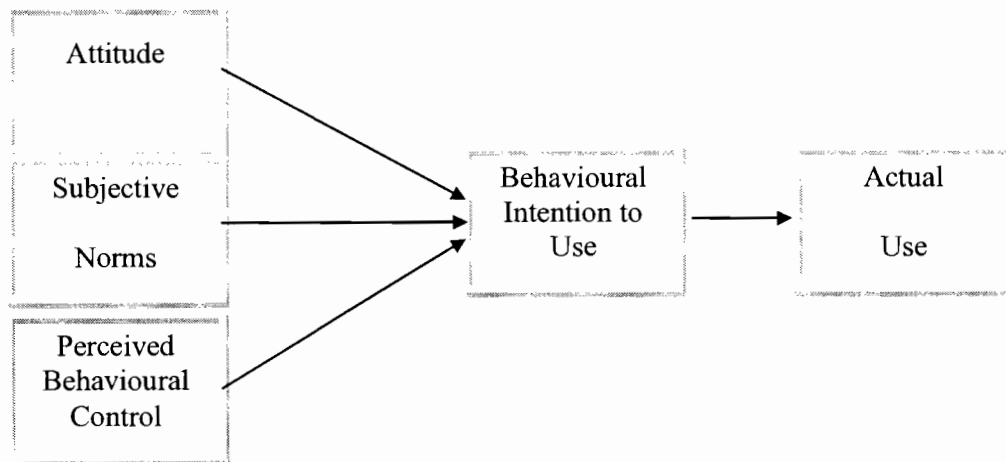 Attitude
Subjective
Norms
Perceived
Behavioural
Control
Behavioural
Intention to
Use
Actual
Use